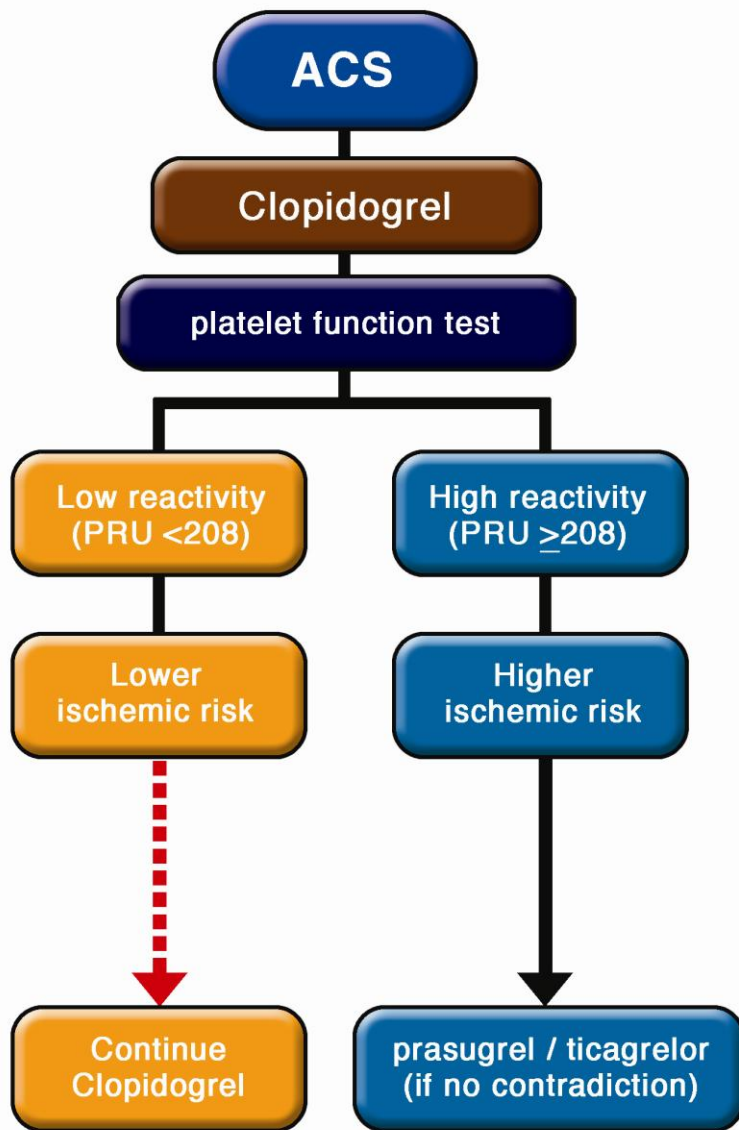 ACS
Clopidogrel
platelet function test
Low reactivity
(PRU <208)
High reactivity
(PRU ≥208)
Lower
ischemic risk
Higher
ischemic risk
Continue
Clopidogrel
prasugrel / ticagrelor
(if no contradiction)